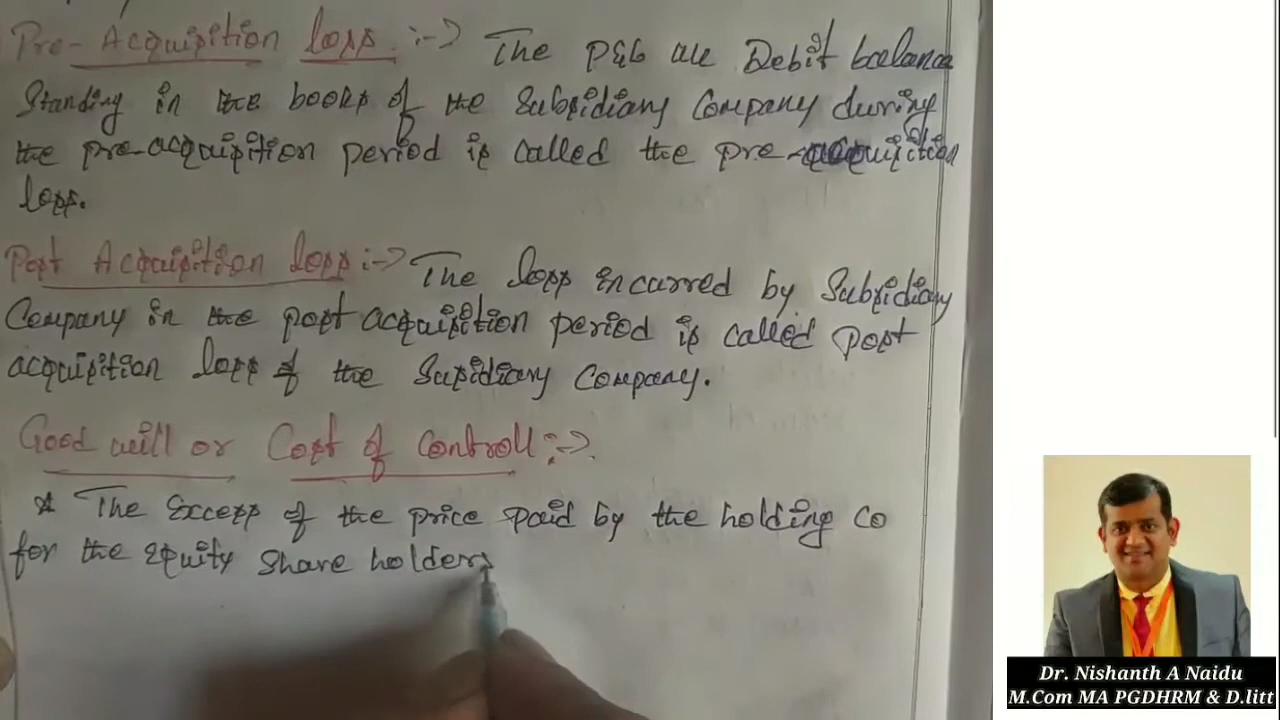 Pre-Acquisition loss :-> The P&L a/c Debit balance
Standing in the books of the Subsidiary Company during
the pre-acquisition period is called the pre-acquisition
loss.
Post Acquisition loss :-> The loss incurred by Subsidiary
Company in the post acquisition period is called Post
acquisition loss of the Supidiary Company.
Good will or Cost of Controll :->
* The Excess of the price paid by the holding Co
for the Equity Share holders
Dr. Nishanth A Naidu
M.Com MA PGDHRM & D.litt